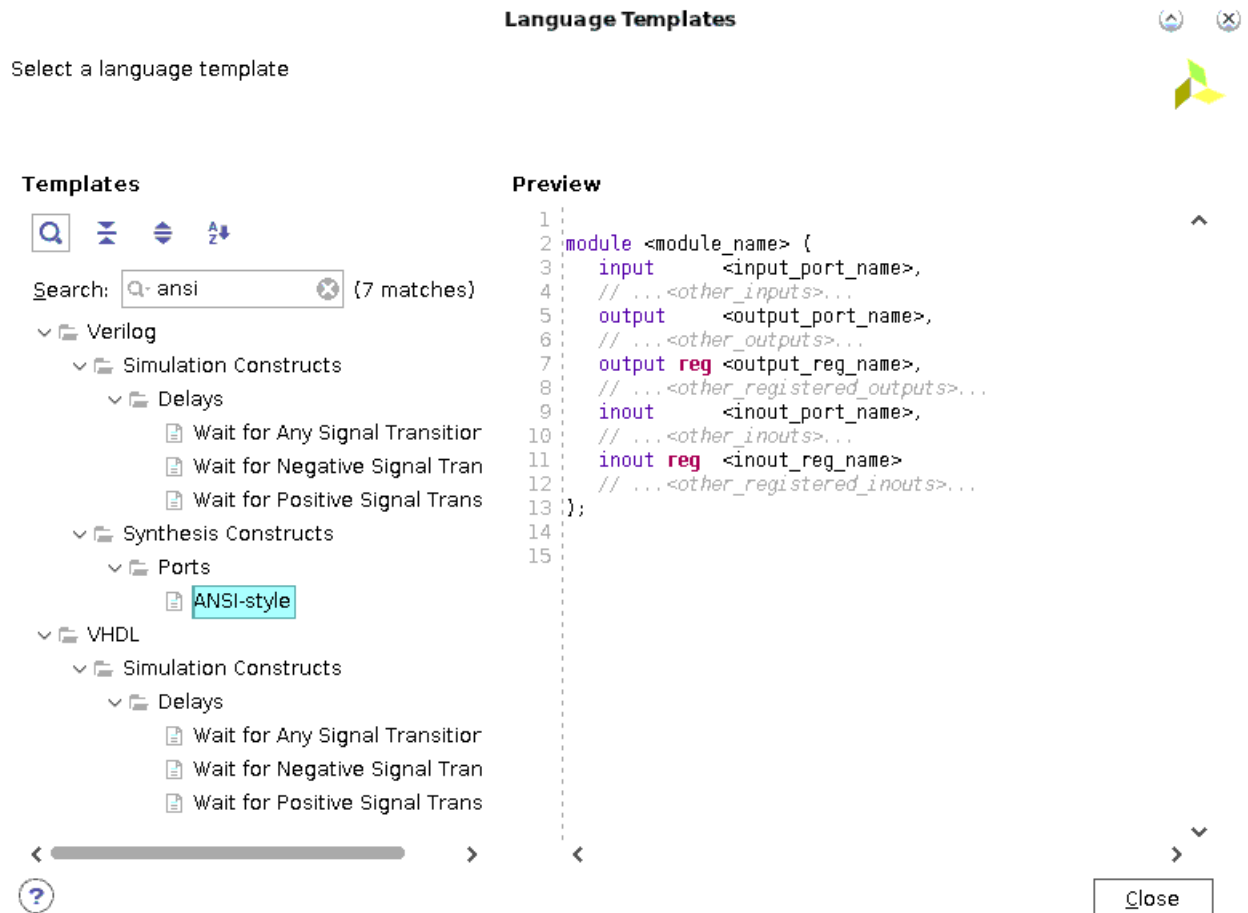 Language Templates
Select a language template
Templates
Search: ansi (7 matches)
Verilog
Simulation Constructs
Delays
Wait for Any Signal Transition
Wait for Negative Signal Tran
Wait for Positive Signal Trans
Synthesis Constructs
Ports
ANSI-style
VHDL
Simulation Constructs
Delays
Wait for Any Signal Transition
Wait for Negative Signal Tran
Wait for Positive Signal Trans
Preview
1
2 module <module_name> (
3 input <input_port_name>,
4 // ...<other_inputs>...
5 output <output_port_name>,
6 // ...<other_outputs>...
7 output reg <output_reg_name>,
8 // ...<other_registered_outputs>...
9 inout <inout_port_name>,
10 // ...<other_inouts>...
11 inout reg <inout_reg_name>
12 // ...<other_registered_inouts>...
13 );
14
15
?
Close